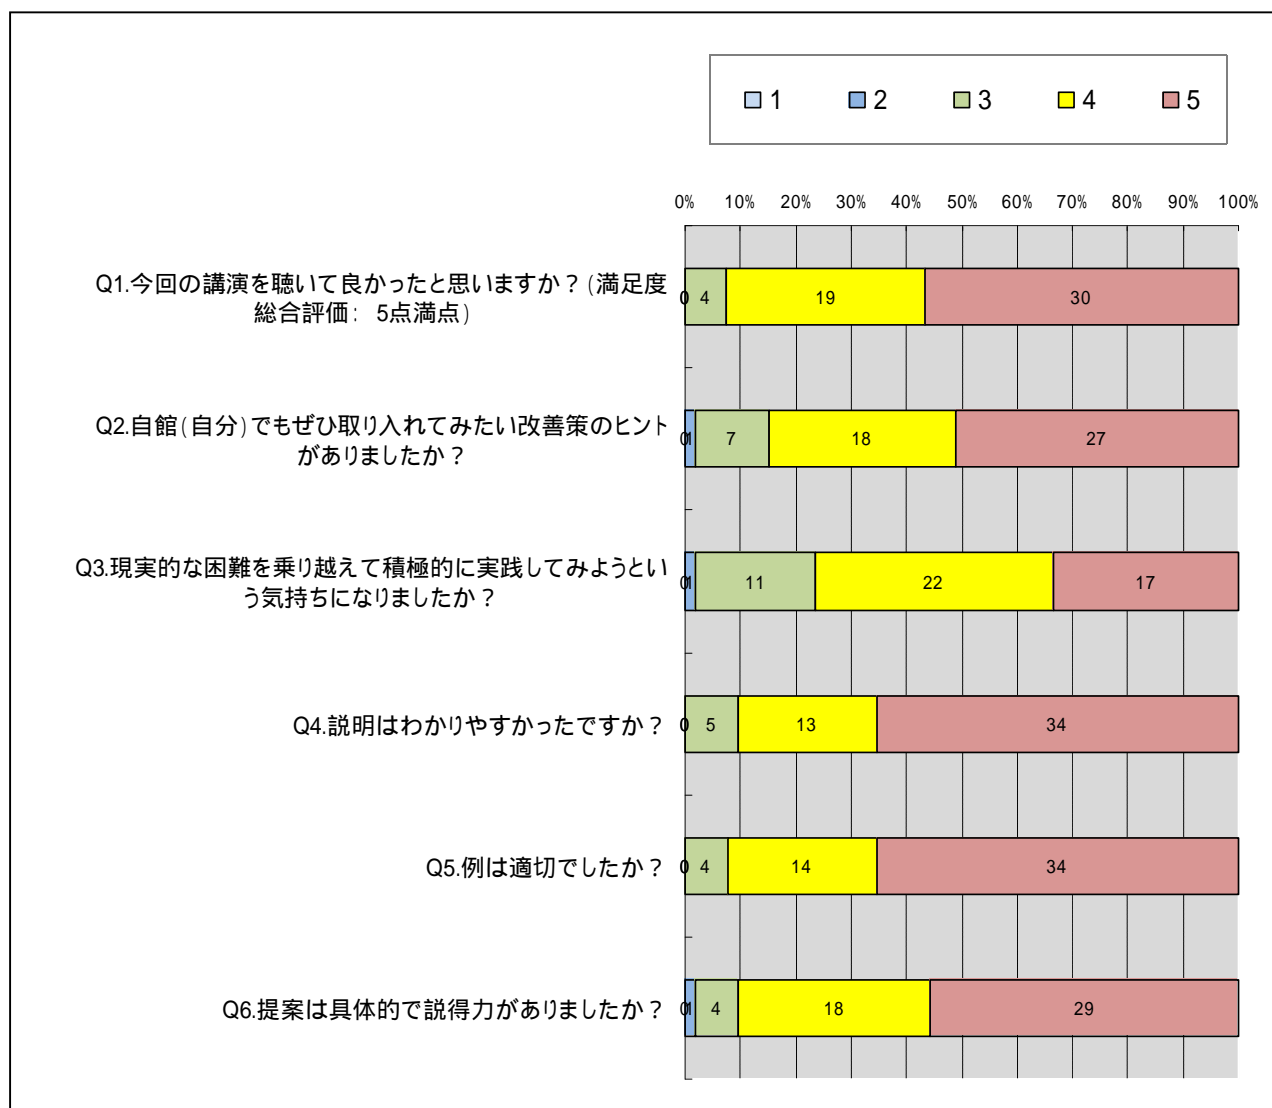 1 2 3 4 5
0% 10% 20% 30% 40% 50% 60% 70% 80% 90% 100%
Q1.今回の講演を聴いて良かったと思いますか？(満足度
総合評価： 5点満点)
0 4 19 30
Q2.自館(自分)でもぜひ取り入れてみたい改善策のヒント
がありましたか？
0 1 7 18 27
Q3.現実的な困難を乗り越えて積極的に実践してみようとい
う気持ちになりましたか？
0 1 11 22 17
Q4.説明はわかりやすかったですか？
0 5 13 34
Q5.例は適切でしたか？
0 4 14 34
Q6.提案は具体的で説得力がありましたか？
0 1 4 18 29